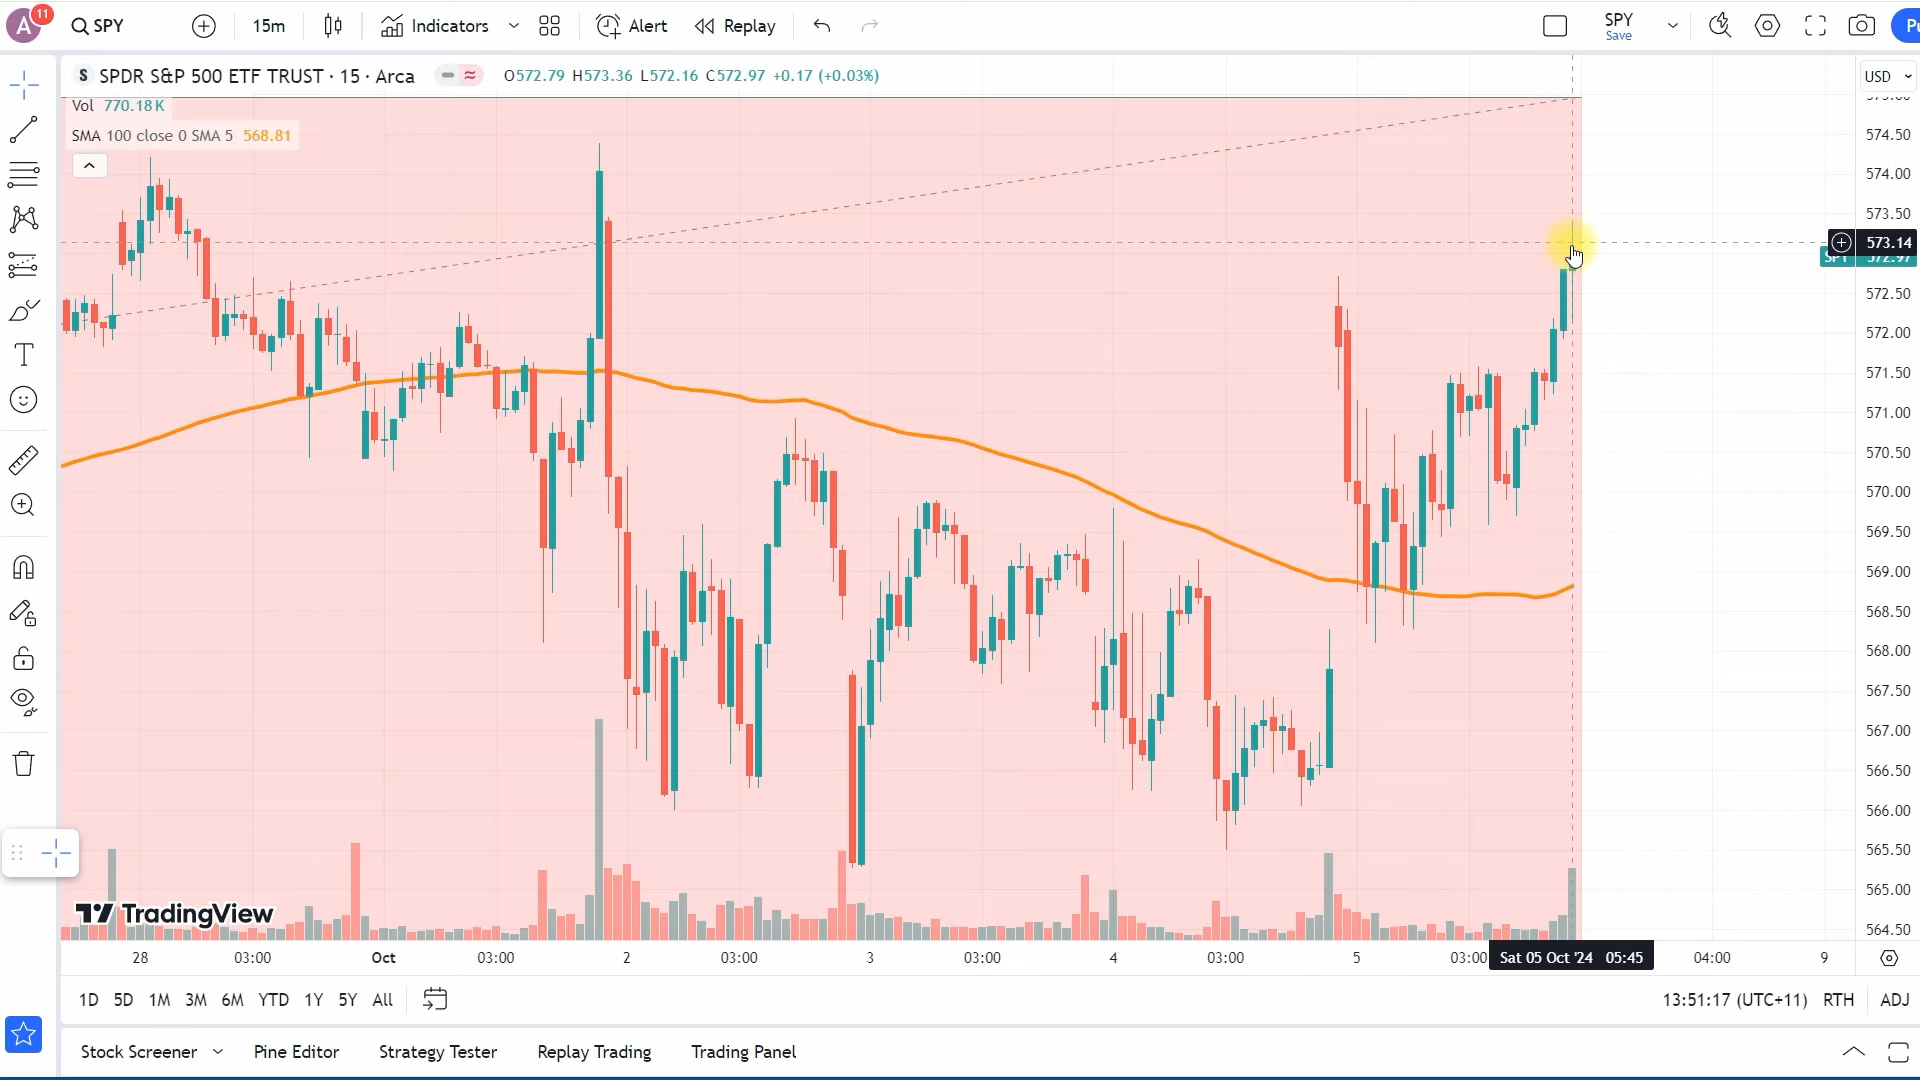 A 11 SPY 15m Indicators Alert Replay SPY Save Pu
S SPDR S&P 500 ETF TRUST · 15 · Arca O572.79 H573.36 L572.16 C572.97 +0.17 (+0.03%) USD
Vol 770.18K
SMA 100 close 0 SMA 5 568.81
574.50
574.00
573.50
573.14
SPY 572.97
572.50
572.00
571.50
571.00
570.50
570.00
569.50
569.00
568.50
568.00
567.50
567.00
566.50
566.00
565.50
565.00
564.50
TradingView
28 03:00 Oct 03:00 2 03:00 3 03:00 4 03:00 5 03:00 Sat 05 Oct '24 05:45 04:00 9
1D 5D 1M 3M 6M YTD 1Y 5Y All 13:51:17 (UTC+11) RTH ADJ
Stock Screener Pine Editor Strategy Tester Replay Trading Trading Panel